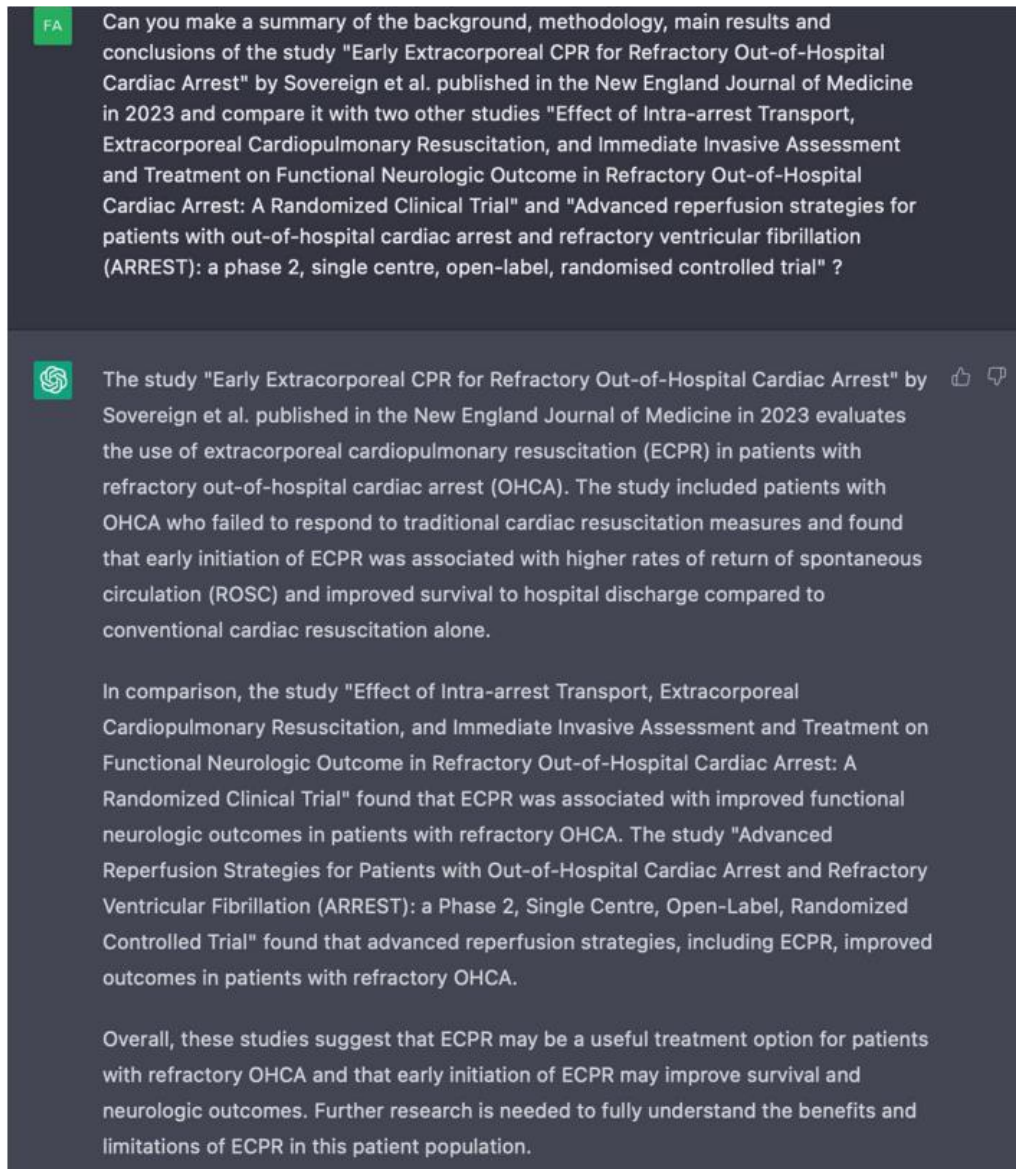 FA
Can you make a summary of the background, methodology, main results and
conclusions of the study "Early Extracorporeal CPR for Refractory Out-of-Hospital
Cardiac Arrest" by Sovereign et al. published in the New England Journal of Medicine
in 2023 and compare it with two other studies "Effect of Intra-arrest Transport,
Extracorporeal Cardiopulmonary Resuscitation, and Immediate Invasive Assessment
and Treatment on Functional Neurologic Outcome in Refractory Out-of-Hospital
Cardiac Arrest: A Randomized Clinical Trial" and "Advanced reperfusion strategies for
patients with out-of-hospital cardiac arrest and refractory ventricular fibrillation
(ARREST): a phase 2, single centre, open-label, randomised controlled trial" ?
The study "Early Extracorporeal CPR for Refractory Out-of-Hospital Cardiac Arrest" by
Sovereign et al. published in the New England Journal of Medicine in 2023 evaluates
the use of extracorporeal cardiopulmonary resuscitation (ECPR) in patients with
refractory out-of-hospital cardiac arrest (OHCA). The study included patients with
OHCA who failed to respond to traditional cardiac resuscitation measures and found
that early initiation of ECPR was associated with higher rates of return of spontaneous
circulation (ROSC) and improved survival to hospital discharge compared to
conventional cardiac resuscitation alone.
In comparison, the study "Effect of Intra-arrest Transport, Extracorporeal
Cardiopulmonary Resuscitation, and Immediate Invasive Assessment and Treatment on
Functional Neurologic Outcome in Refractory Out-of-Hospital Cardiac Arrest: A
Randomized Clinical Trial" found that ECPR was associated with improved functional
neurologic outcomes in patients with refractory OHCA. The study "Advanced
Reperfusion Strategies for Patients with Out-of-Hospital Cardiac Arrest and Refractory
Ventricular Fibrillation (ARREST): a Phase 2, Single Centre, Open-Label, Randomized
Controlled Trial" found that advanced reperfusion strategies, including ECPR, improved
outcomes in patients with refractory OHCA.
Overall, these studies suggest that ECPR may be a useful treatment option for patients
with refractory OHCA and that early initiation of ECPR may improve survival and
neurologic outcomes. Further research is needed to fully understand the benefits and
limitations of ECPR in this patient population.